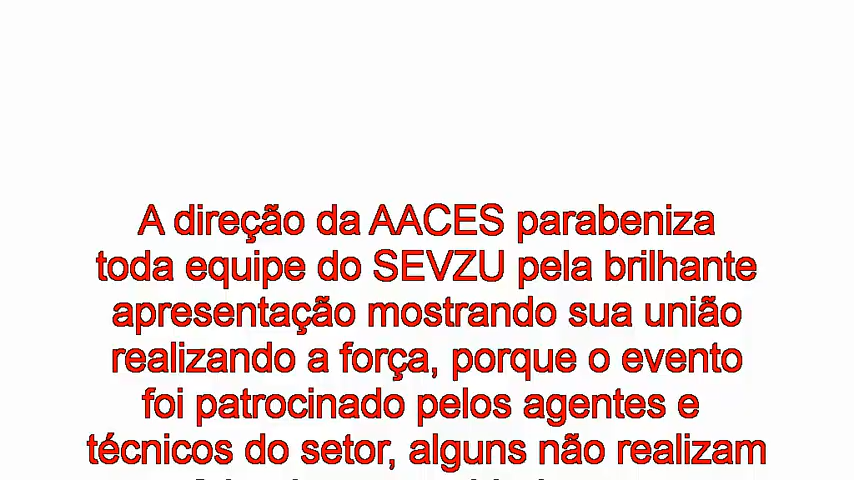 A direção da AACES parabeniza
toda equipe do SEVZU pela brilhante
apresentação mostrando sua união
realizando a força, porque o evento
foi patrocinado pelos agentes e
técnicos do setor, alguns não realizam